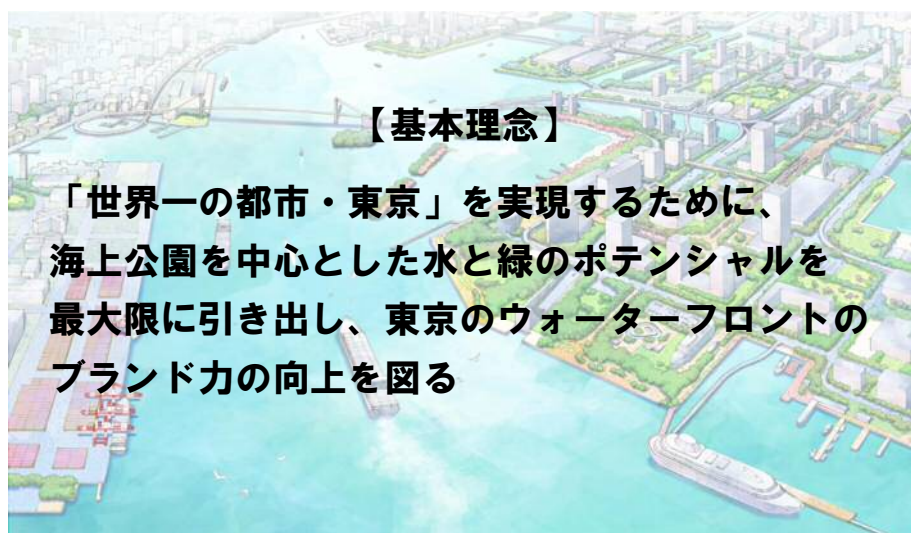 【基本理念】
「世界一の都市・東京」を実現するために、
海上公園を中心とした水と緑のポテンシャルを
最大限に引き出し、東京のウォーターフロントの
ブランド力の向上を図る